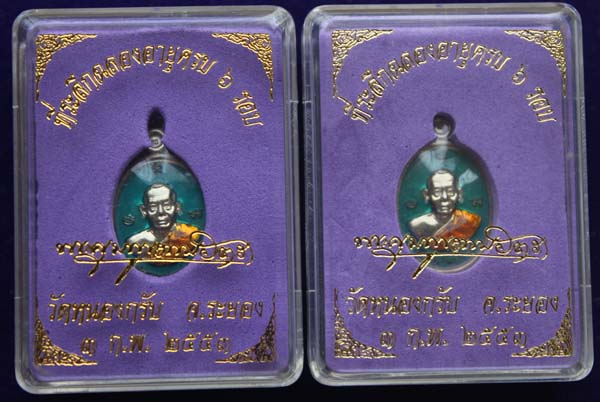 ที่ระลึกฉลองอายุครบ ๖ รอบ
วัดหนองกรับ จ.ระยอง
๓ ก.พ. ๒๕๕๓
ที่ระลึกฉลองอายุครบ ๖ รอบ
วัดหนองกรับ จ.ระยอง
๓ ก.พ. ๒๕๕๓